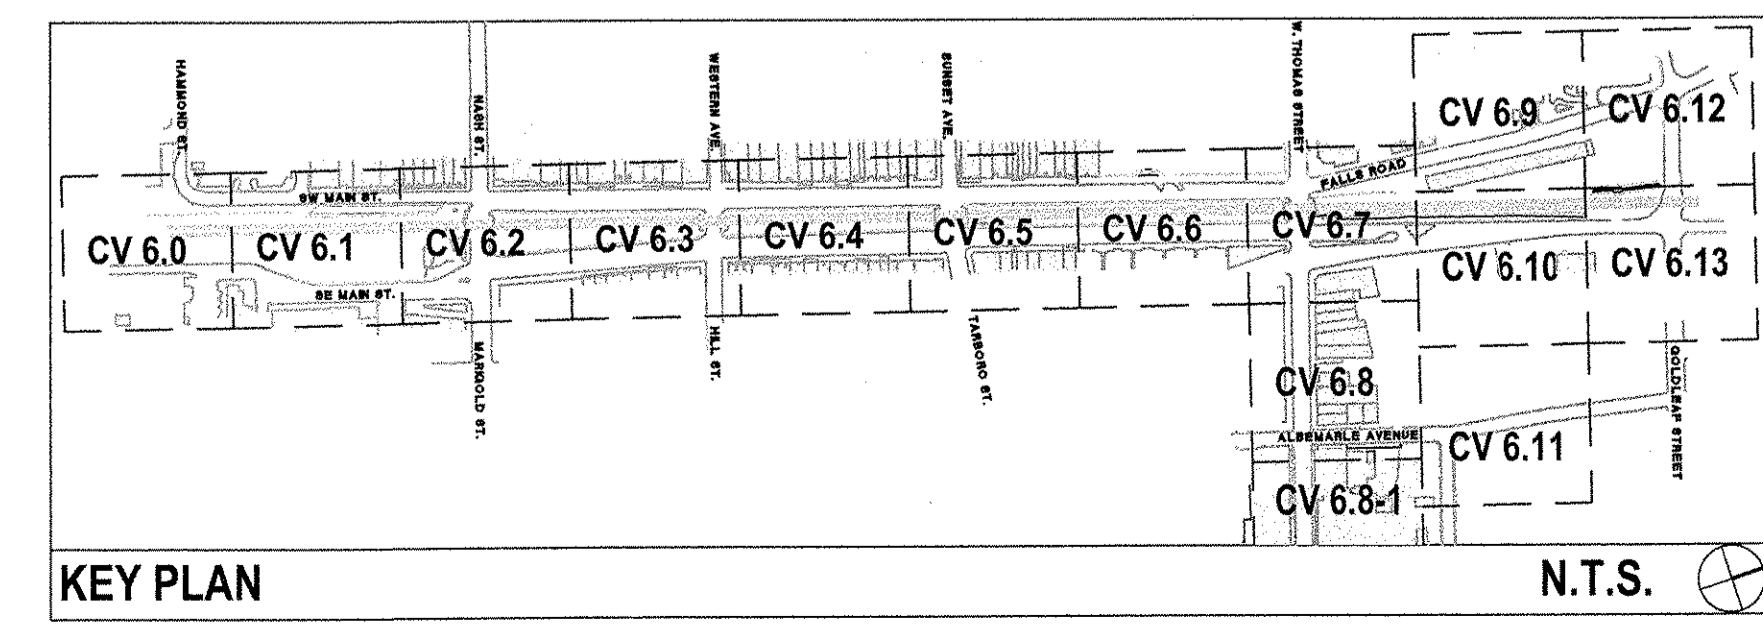 HAMMOND ST.
NASH ST.
WESTERN AVE.
SUNSET AVE.
W. THOMAS STREET
CV 6.9
CV 6.12
FALLS ROAD
SW MAIN ST.
CV 6.0
CV 6.1
CV 6.2
CV 6.3
CV 6.4
CV 6.5
CV 6.6
CV 6.7
CV 6.10
CV 6.13
SE MAIN ST.
MARIGOLD ST.
HILL ST.
TARBORO ST.
CV 6.8
GOLDLEAF STREET
ALBEMARLE AVENUE
CV 6.11
CV 6.8-1
KEY PLAN
N.T.S.